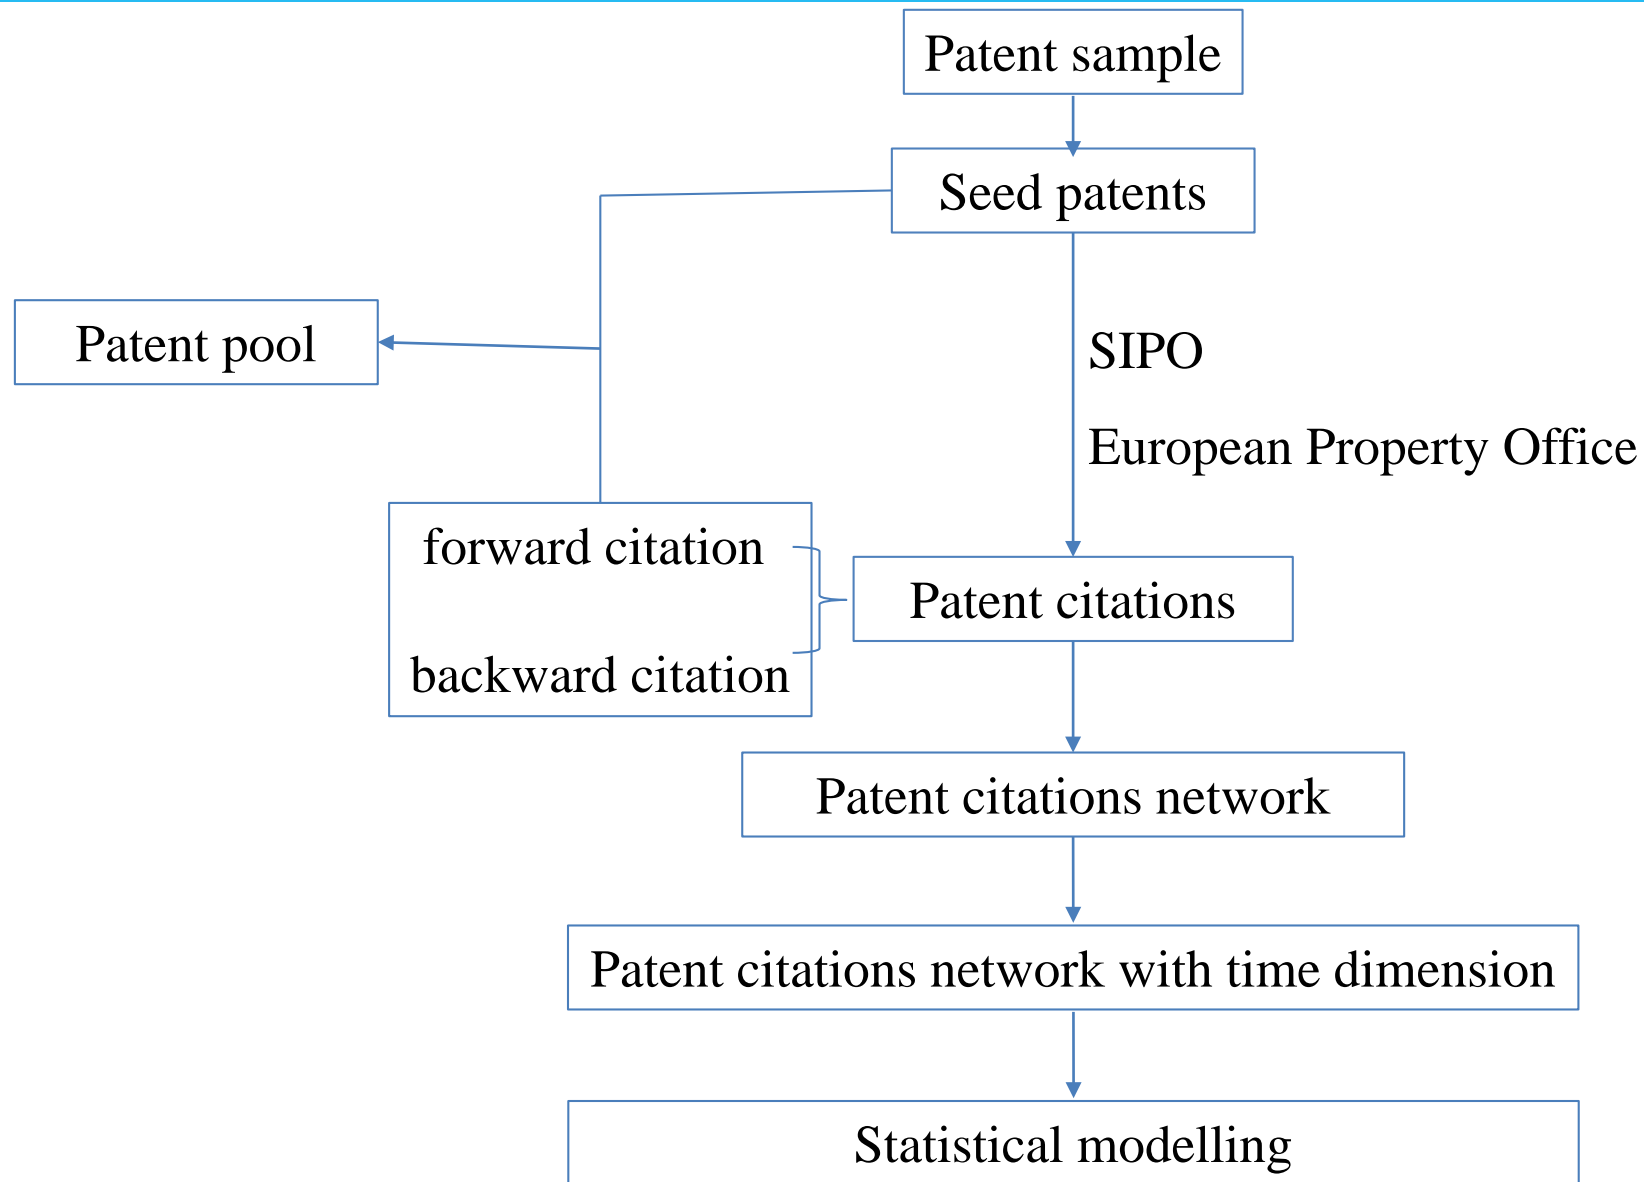 Patent sample
Seed patents
Patent pool
SIPO
European Property Office
forward citation
backward citation
Patent citations
Patent citations network
Patent citations network with time dimension
Statistical modelling